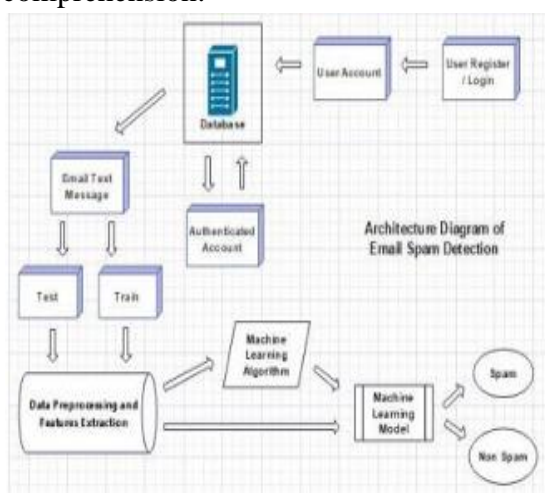 comprehension.
User Register
/ Login
User Account
Database
Email Text
Message
Authenticated
Account
Architecture Diagram of
Email Spam Detection
Test
Train
Machine
Learning
Algorithm
Data Preprocessing and
Features Extraction
Machine
Learning
Model
Spam
Non Spam